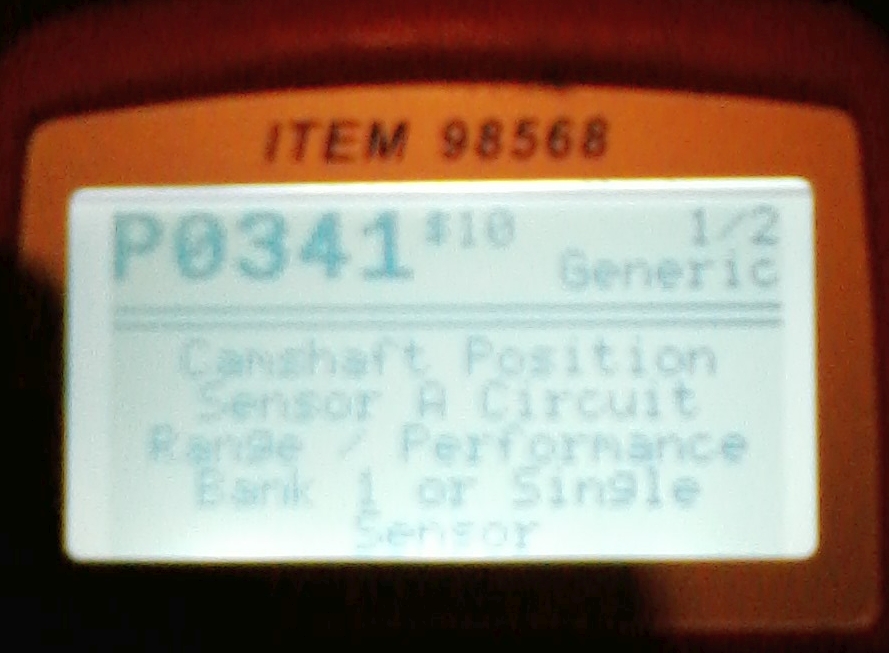 ITEM 98568
P0341 $10 1/2
Generic
Camshaft Position
Sensor A Circuit
Range / Performance
Bank 1 or Single
Sensor